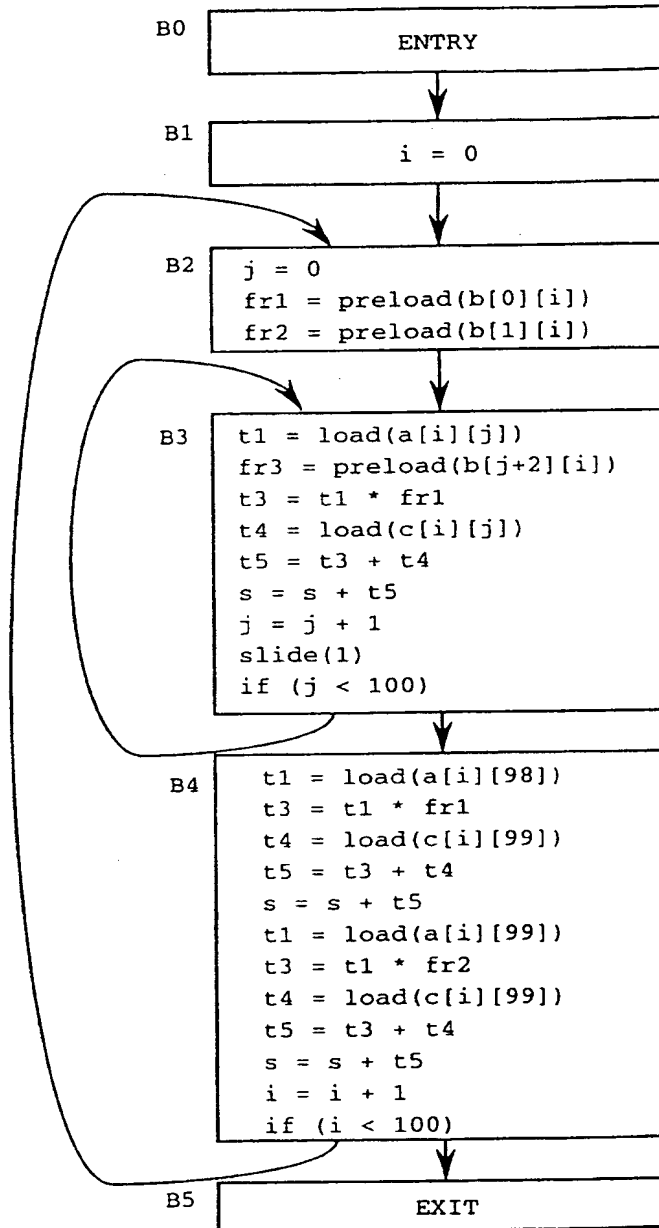 B0
ENTRY
B1
i = 0
B2
j = 0
fr1 = preload(b[0][i])
fr2 = preload(b[1][i])
B3
t1 = load(a[i][j])
fr3 = preload(b[j+2][i])
t3 = t1 * fr1
t4 = load(c[i][j])
t5 = t3 + t4
s = s + t5
j = j + 1
slide(1)
if (j < 100)
B4
t1 = load(a[i][98])
t3 = t1 * fr1
t4 = load(c[i][99])
t5 = t3 + t4
s = s + t5
t1 = load(a[i][99])
t3 = t1 * fr2
t4 = load(c[i][99])
t5 = t3 + t4
s = s + t5
i = i + 1
if (i < 100)
B5
EXIT